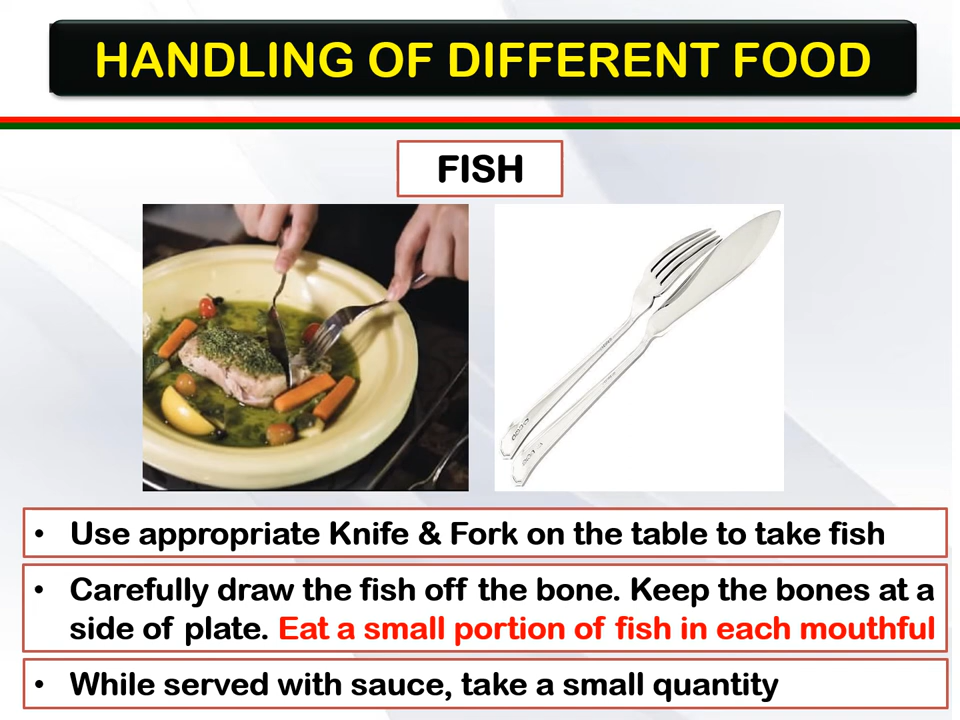 HANDLING OF DIFFERENT FOOD
FISH
• Use appropriate Knife & Fork on the table to take fish
• Carefully draw the fish off the bone. Keep the bones at a
side of plate. Eat a small portion of fish in each mouthful
• While served with sauce, take a small quantity